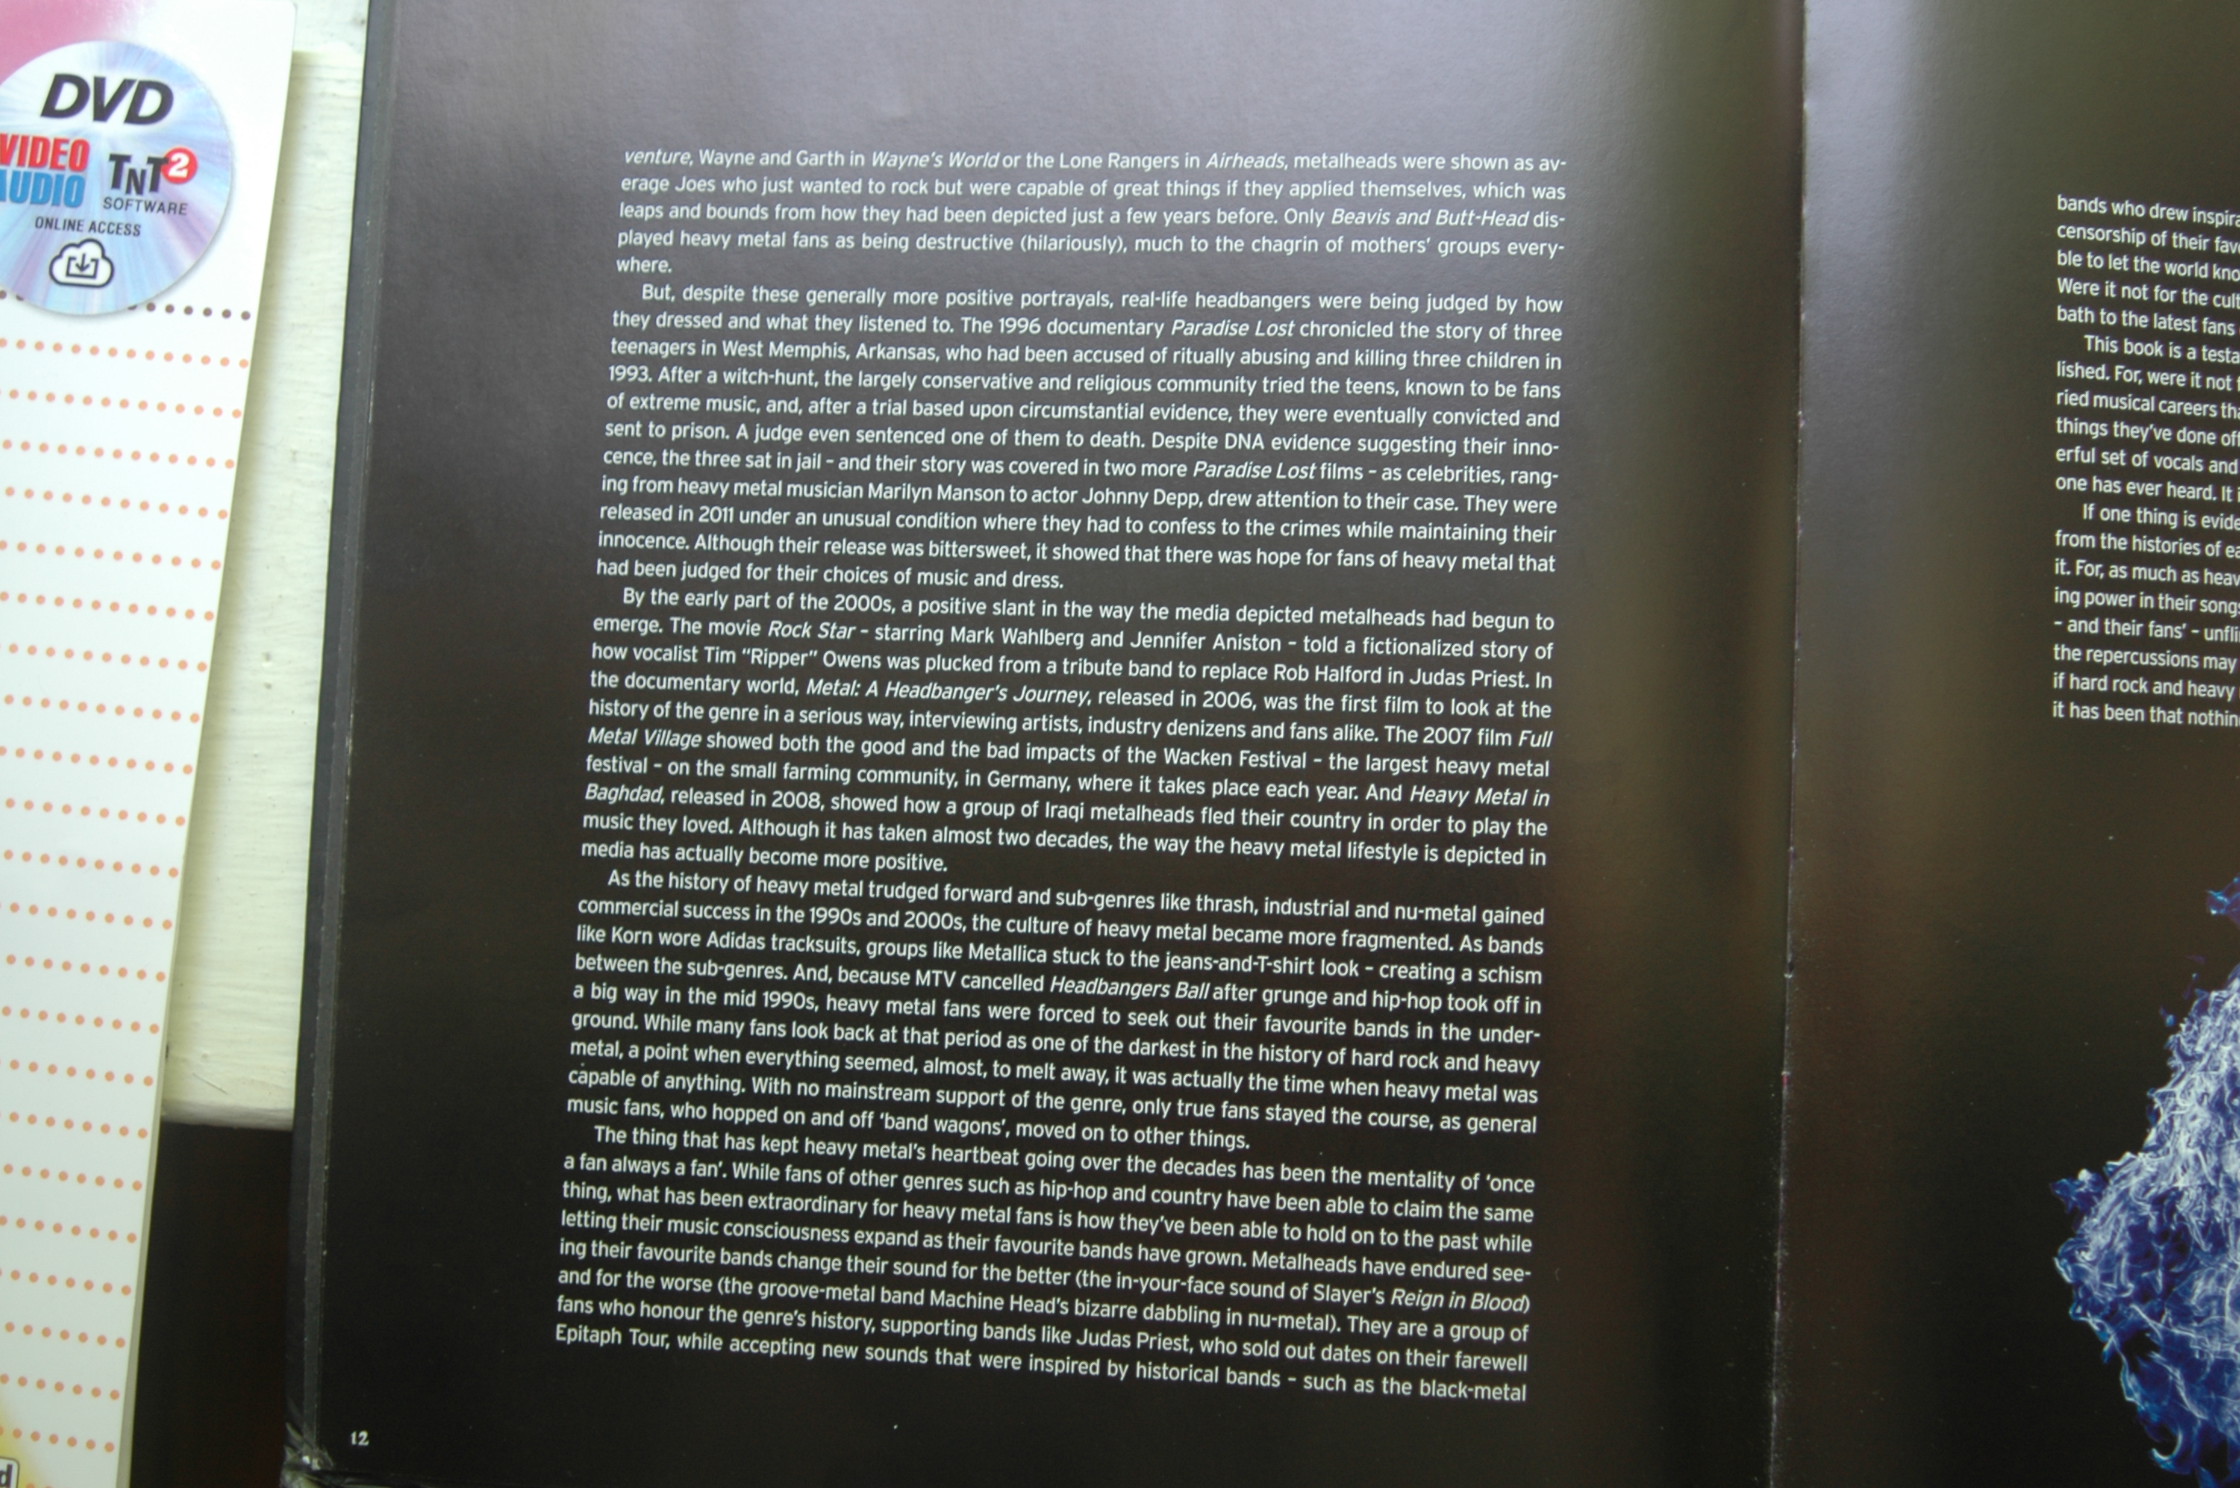 DVD
VIDEO
AUDIO
TNT2
SOFTWARE
ONLINE ACCESS
venture, Wayne and Garth in Wayne's World or the Lone Rangers in Airheads, metalheads were shown as av-
erage Joes who just wanted to rock but were capable of great things if they applied themselves, which was
leaps and bounds from how they had been depicted just a few years before. Only Beavis and Butt-Head dis-
played heavy metal fans as being destructive (hilariously), much to the chagrin of mothers' groups every-
where.
But, despite these generally more positive portrayals, real-life headbangers were being judged by how
they dressed and what they listened to. The 1996 documentary Paradise Lost chronicled the story of three
teenagers in West Memphis, Arkansas, who had been accused of ritually abusing and killing three children in
1993. After a witch-hunt, the largely conservative and religious community tried the teens, known to be fans
of extreme music, and, after a trial based upon circumstantial evidence, they were eventually convicted and
sent to prison. A judge even sentenced one of them to death. Despite DNA evidence suggesting their inno-
cence, the three sat in jail – and their story was covered in two more Paradise Lost films – as celebrities, rang-
ing from heavy metal musician Marilyn Manson to actor Johnny Depp, drew attention to their case. They were
released in 2011 under an unusual condition where they had to confess to the crimes while maintaining their
innocence. Although their release was bittersweet, it showed that there was hope for fans of heavy metal that
had been judged for their choices of music and dress.
By the early part of the 2000s, a positive slant in the way the media depicted metalheads had begun to
emerge. The movie Rock Star – starring Mark Wahlberg and Jennifer Aniston – told a fictionalized story of
how vocalist Tim "Ripper" Owens was plucked from a tribute band to replace Rob Halford in Judas Priest. In
the documentary world, Metal: A Headbanger's Journey, released in 2006, was the first film to look at the
history of the genre in a serious way, interviewing artists, industry denizens and fans alike. The 2007 film Full
Metal Village showed both the good and the bad impacts of the Wacken Festival – the largest heavy metal
festival – on the small farming community, in Germany, where it takes place each year. And Heavy Metal in
Baghdad, released in 2008, showed how a group of Iraqi metalheads fled their country in order to play the
music they loved. Although it has taken almost two decades, the way the heavy metal lifestyle is depicted in
media has actually become more positive.
As the history of heavy metal trudged forward and sub-genres like thrash, industrial and nu-metal gained
commercial success in the 1990s and 2000s, the culture of heavy metal became more fragmented. As bands
like Korn wore Adidas tracksuits, groups like Metallica stuck to the jeans-and-T-shirt look – creating a schism
between the sub-genres. And, because MTV cancelled Headbangers Ball after grunge and hip-hop took off in
a big way in the mid 1990s, heavy metal fans were forced to seek out their favourite bands in the under-
ground. While many fans look back at that period as one of the darkest in the history of hard rock and heavy
metal, a point when everything seemed, almost, to melt away, it was actually the time when heavy metal was
capable of anything. With no mainstream support of the genre, only true fans stayed the course, as general
music fans, who hopped on and off 'band wagons', moved on to other things.
The thing that has kept heavy metal's heartbeat going over the decades has been the mentality of 'once
a fan always a fan'. While fans of other genres such as hip-hop and country have been able to claim the same
thing, what has been extraordinary for heavy metal fans is how they've been able to hold on to the past while
letting their music consciousness expand as their favourite bands have grown. Metalheads have endured see-
ing their favourite bands change their sound for the better (the in-your-face sound of Slayer's Reign in Blood)
and for the worse (the groove-metal band Machine Head's bizarre dabbling in nu-metal). They are a group of
fans who honour the genre's history, supporting bands like Judas Priest, who sold out dates on their farewell
Epitaph Tour, while accepting new sounds that were inspired by historical bands – such as the black-metal
12
bands who drew
censorship of their
ble to let the world
Were it not for the
bath to the latest fans
This book is a
lished. For, were it not
ried musical careers
things they've done
erful set of vocals and
one has ever heard. It
If one thing is
from the histories of
it. For, as much as
ing power in their
– and their fans' –
the repercussions may
if hard rock and heavy
it has been that